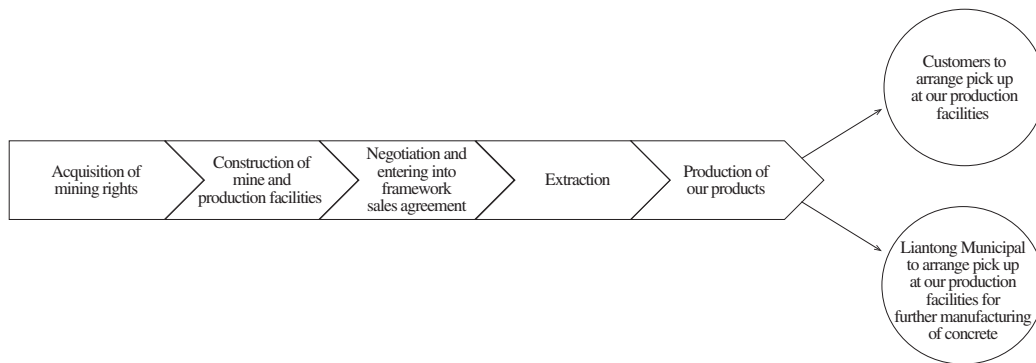 Acquisition of
mining rights
Construction of
mine and
production facilities
Negotiation and
entering into
framework
sales agreement
Extraction
Production of
our products
Customers to
arrange pick up
at our production
facilities
Liantong Municipal
to arrange pick up
at our production
facilities for
further manufacturing
of concrete